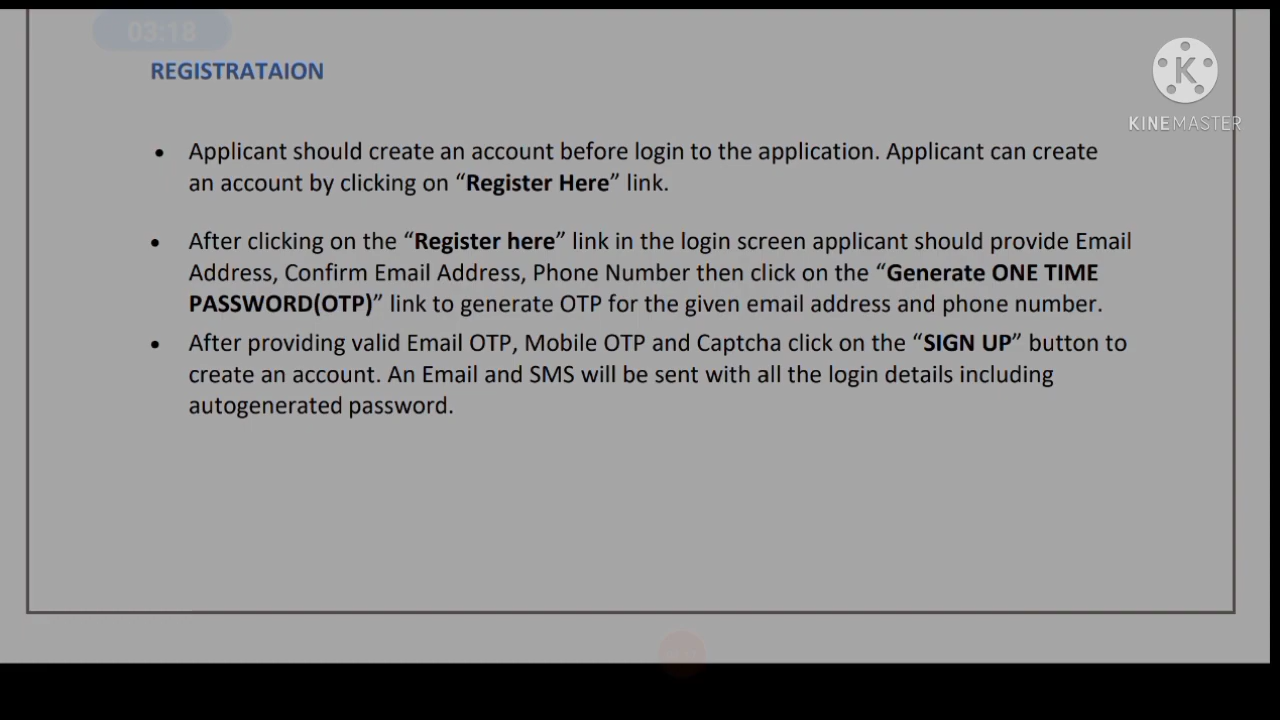 03:18
REGISTRATAION
K
KINEMASTER
• Applicant should create an account before login to the application. Applicant can create
an account by clicking on “Register Here” link.
• After clicking on the “Register here” link in the login screen applicant should provide Email
Address, Confirm Email Address, Phone Number then click on the “Generate ONE TIME
PASSWORD(OTP)” link to generate OTP for the given email address and phone number.
• After providing valid Email OTP, Mobile OTP and Captcha click on the “SIGN UP” button to
create an account. An Email and SMS will be sent with all the login details including
autogenerated password.